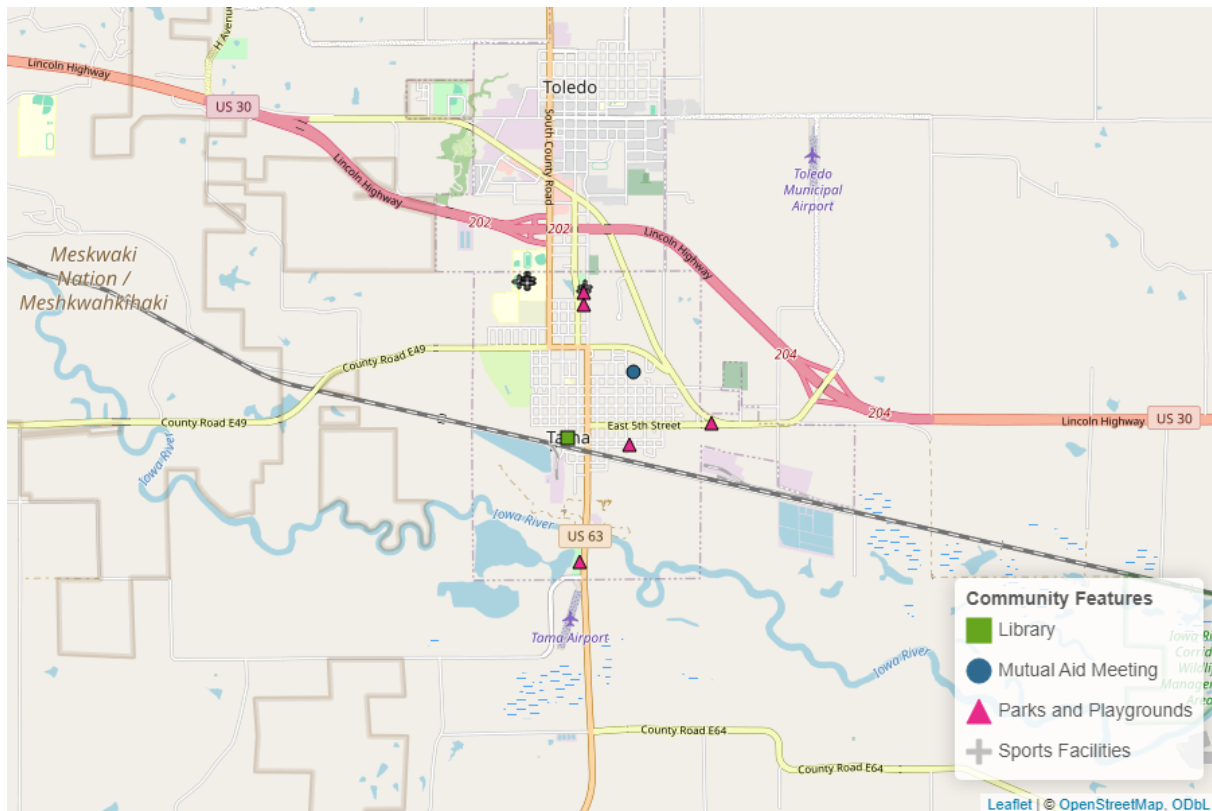 H Avenue
Lincoln Highway
US 30
Toledo
South County Road
Toledo
Municipal
Airport
Lincoln Highway
202
202
Lincoln Highway
Meskwaki
Nation /
Meshkwahkîhaki
204
County Road E49
204
County Road E49
Lincoln Highway
US 30
East 5th Street
Tama
Iowa River
Iowa River
US 63
Tama Airport
Iowa River
County Road E64
County Road E64
Community Features
Library
Mutual Aid Meeting
Parks and Playgrounds
Sports Facilities
Leaflet | © OpenStreetMap, ODbL